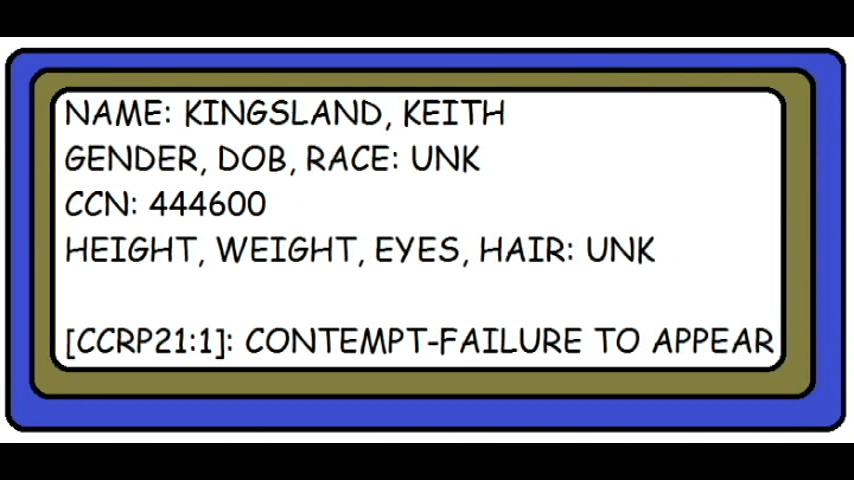 NAME: KINGSLAND, KEITH
GENDER, DOB, RACE: UNK
CCN: 444600
HEIGHT, WEIGHT, EYES, HAIR: UNK
[CCRP21:1]: CONTEMPT-FAILURE TO APPEAR